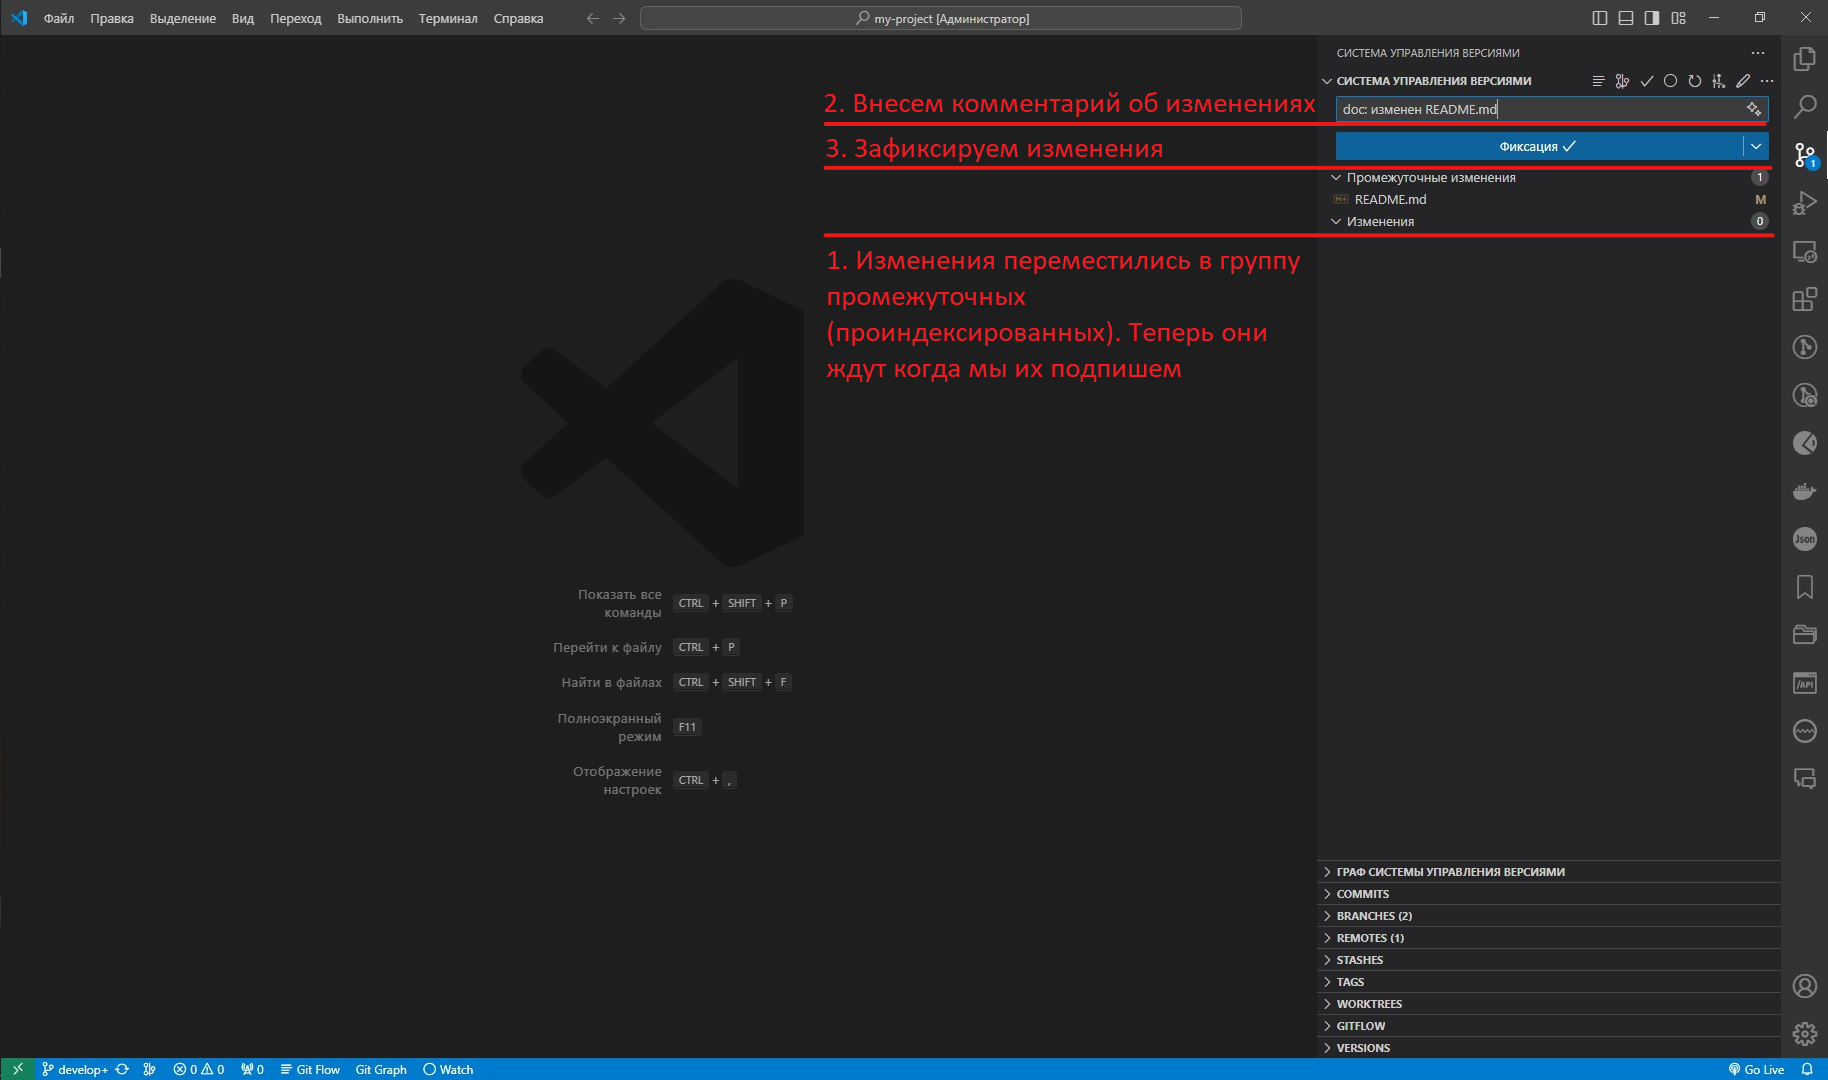 Файл Правка Выделение Вид Переход Выполнить Терминал Справка
my-project [Администратор]
СИСТЕМА УПРАВЛЕНИЯ ВЕРСИЯМИ
СИСТЕМА УПРАВЛЕНИЯ ВЕРСИЯМИ
2. Внесем комментарий об изменениях
doc: изменен README.md
3. Зафиксируем изменения
Фиксация
Промежуточные изменения 1
README.md M
Изменения 0
1. Изменения переместились в группу
промежуточных
(проиндексированных). Теперь они
ждут когда мы их подпишем
1
Json
/API
Показать все
команды
CTRL + SHIFT + P
Перейти к файлу CTRL + P
Найти в файлах CTRL + SHIFT + F
Полноэкранный
режим
F11
Отображение
настроек
CTRL + ,
ГРАФ СИСТЕМЫ УПРАВЛЕНИЯ ВЕРСИЯМИ
COMMITS
BRANCHES (2)
REMOTES (1)
STASHES
TAGS
WORKTREES
GITFLOW
VERSIONS
develop+ 0 0 0 Git Flow Git Graph Watch Go Live